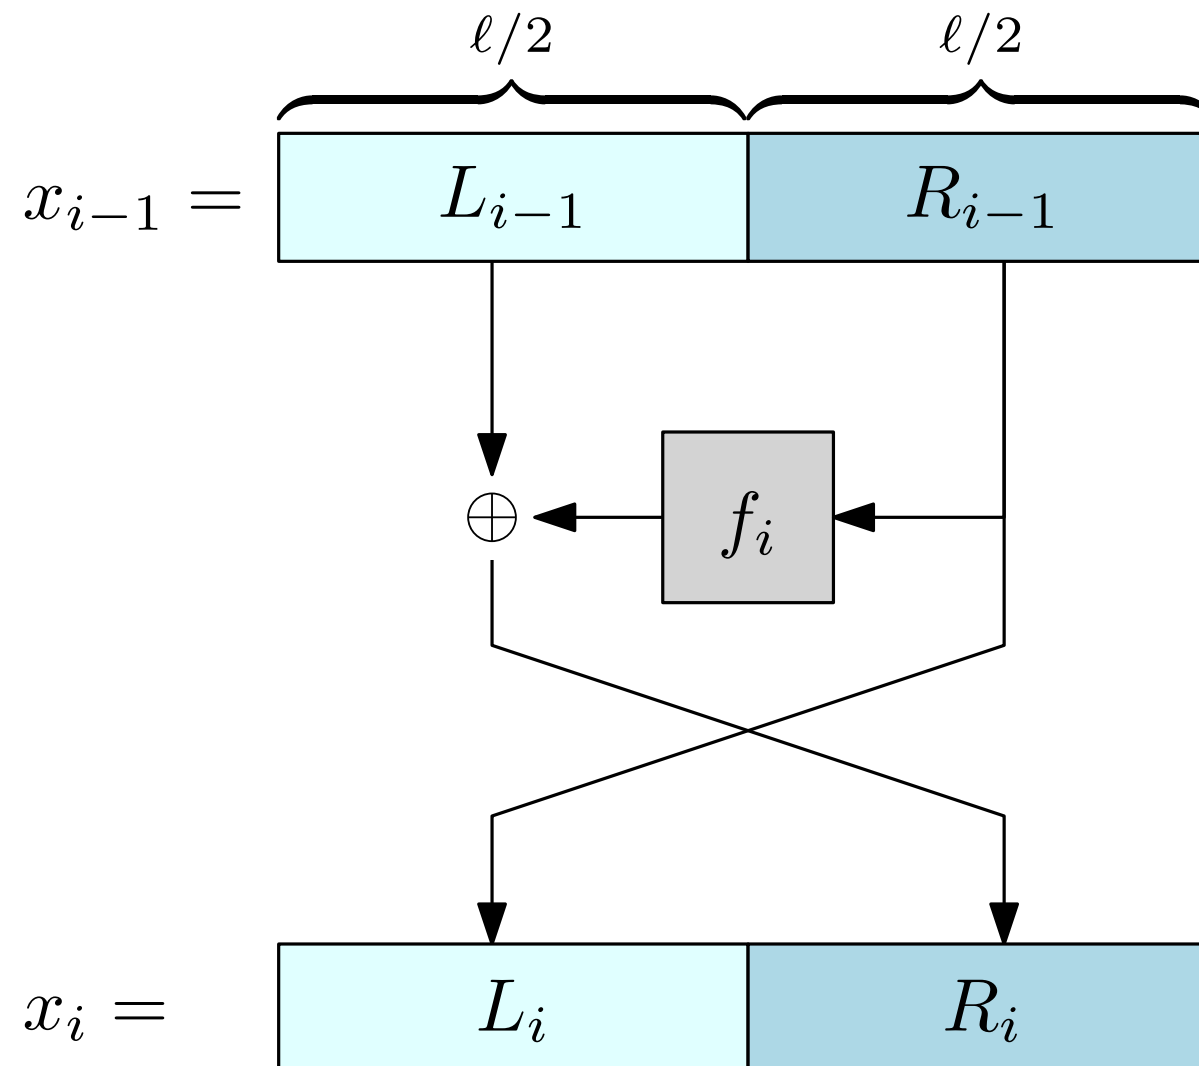 ℓ/2 ℓ/2
x_{i−1} = L_{i−1} R_{i−1}
⊕ f_i
x_i = L_i R_i